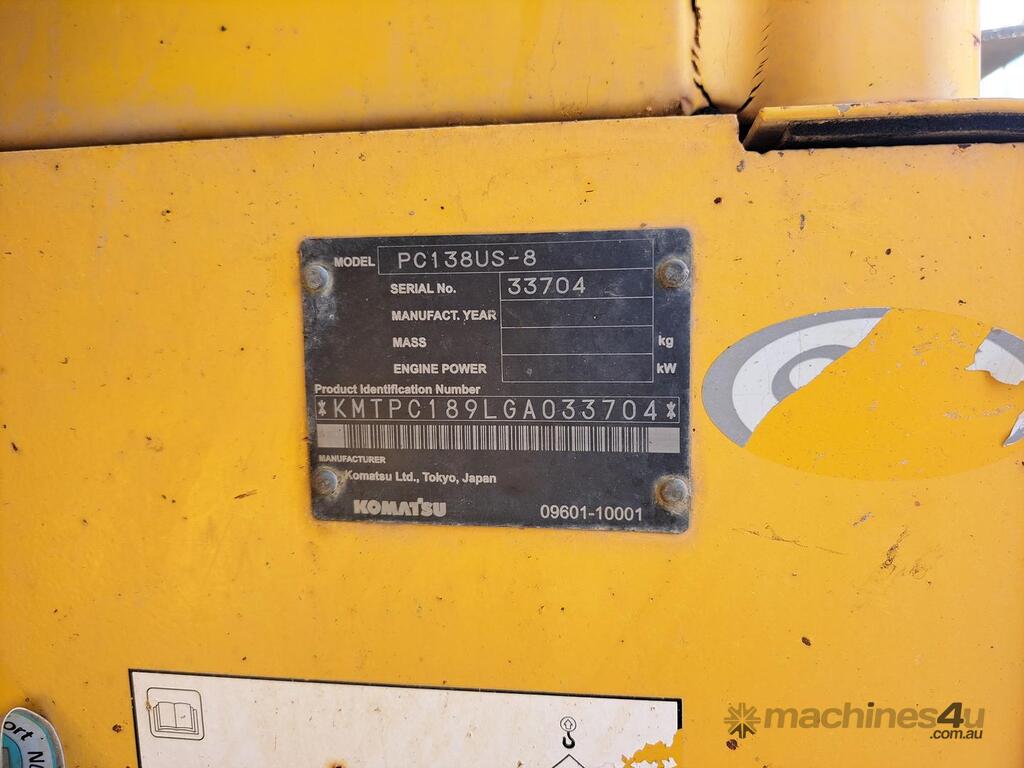 MODEL PC138US-8
SERIAL No. 33704
MANUFACT. YEAR
MASS kg
ENGINE POWER kW
Product Identification Number
*KMTPC189LGA033704*
MANUFACTURER
Komatsu Ltd., Tokyo, Japan
KOMATSU 09601-10001
machines4u
.com.au